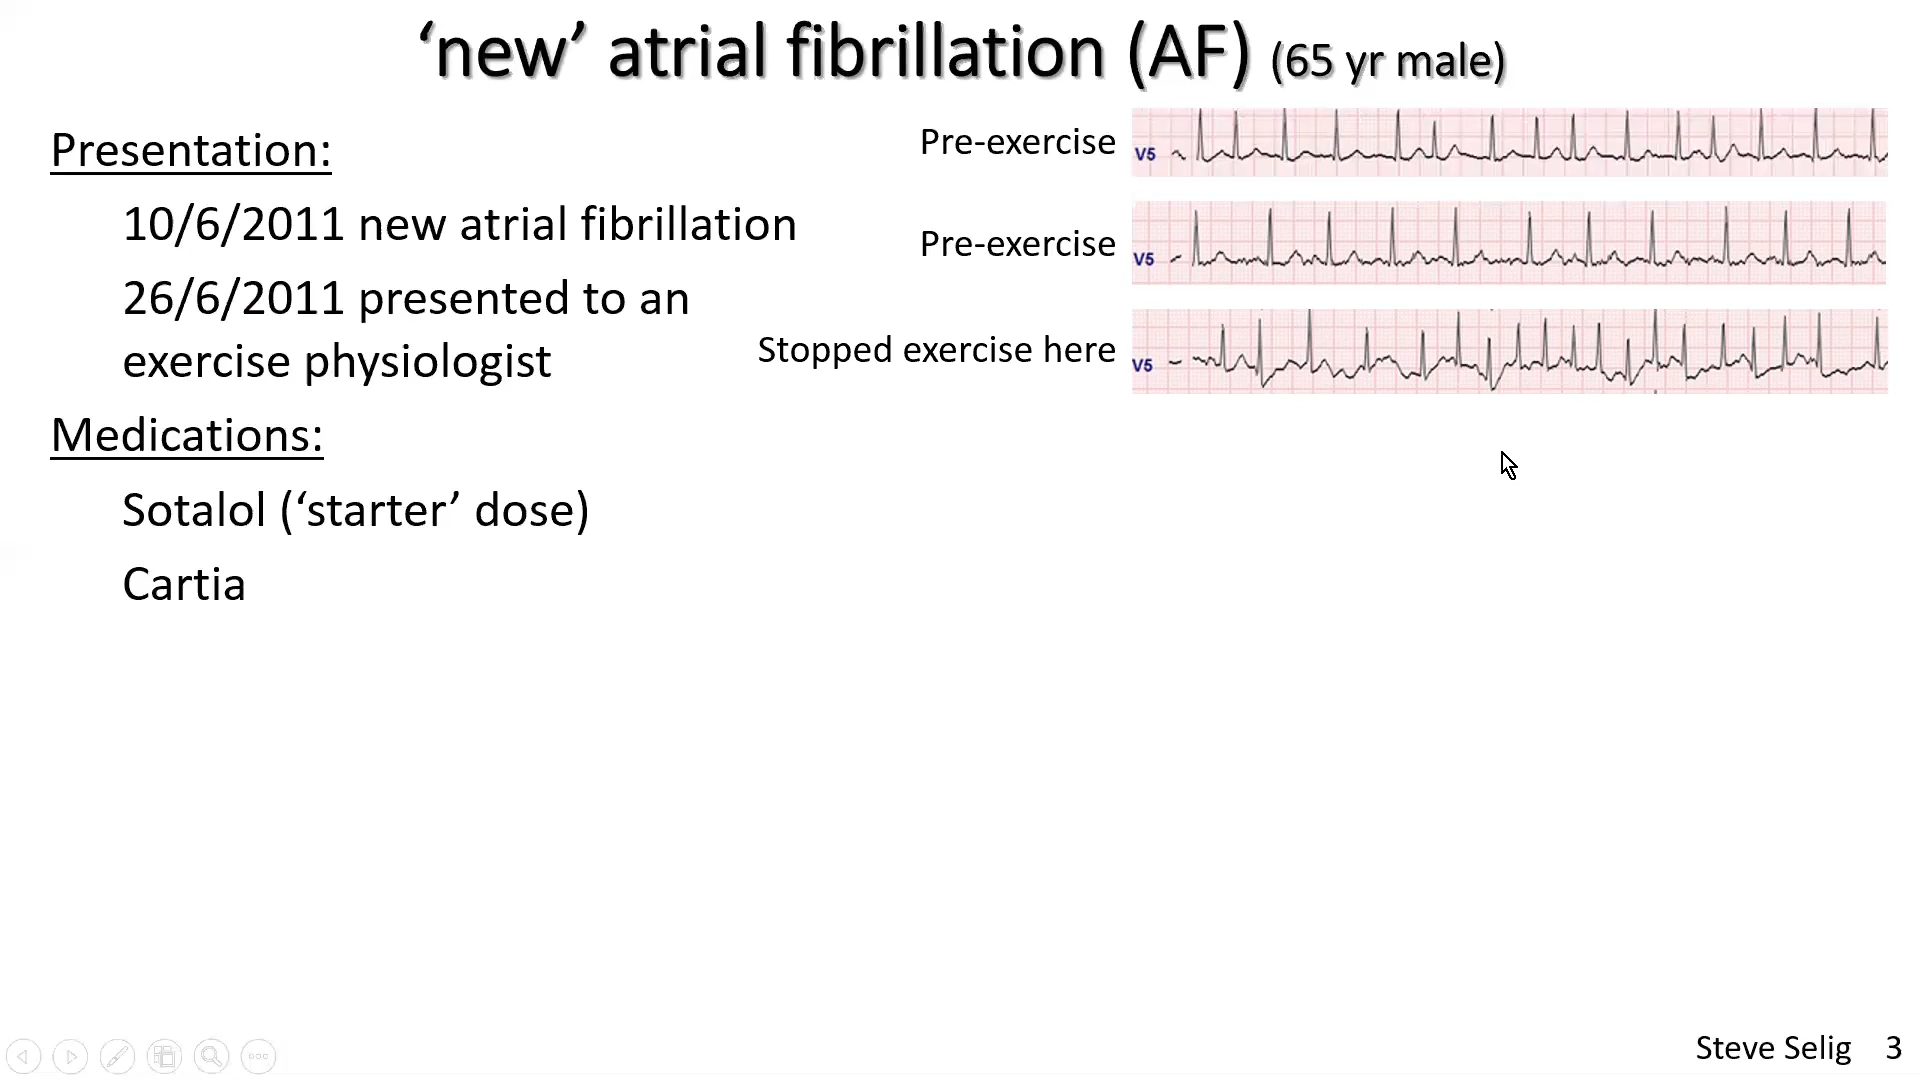 ‘new’ atrial fibrillation (AF) (65 yr male)
Presentation:
10/6/2011 new atrial fibrillation
26/6/2011 presented to an
exercise physiologist
Medications:
Sotalol (‘starter’ dose)
Cartia
Pre-exercise
V5
Pre-exercise
V5
Stopped exercise here
V5
Steve Selig 3